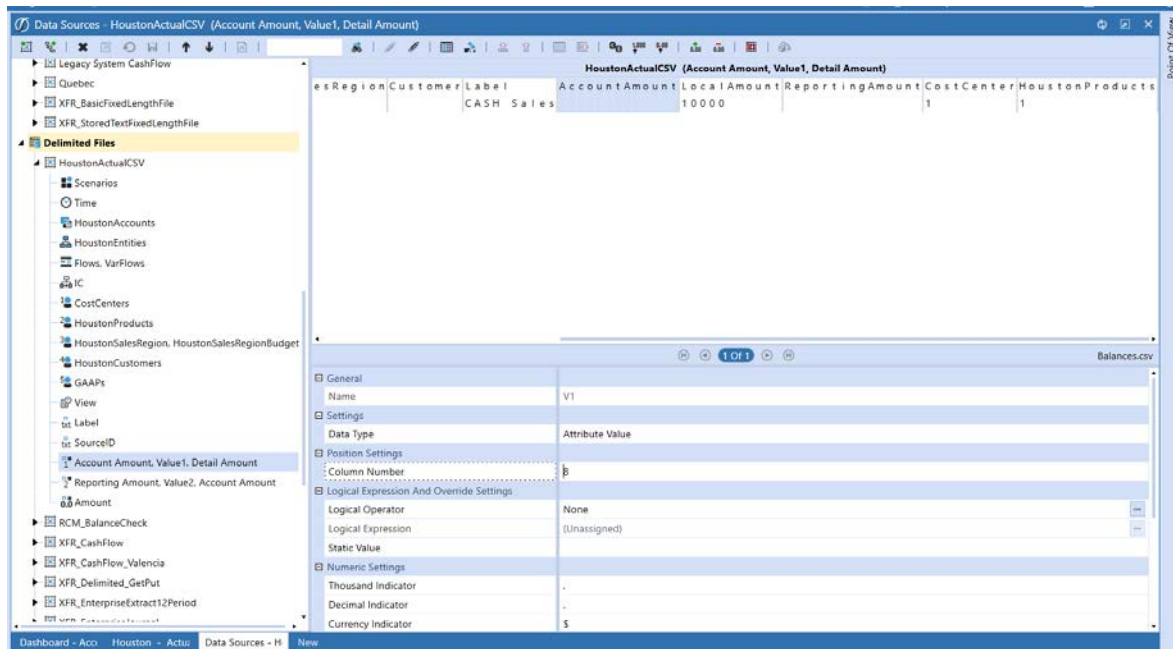 Data Sources - HoustonActualCSV (Account Amount, Value1, Detail Amount)
Point Of View
Legacy System CashFlow
Quebec
XFR_BasicFixedLengthFile
XFR_StoredTextFixedLengthFile
Delimited Files
HoustonActualCSV
Scenarios
Time
HoustonAccounts
HoustonEntities
Flows, VarFlows
IC
CostCenters
HoustonProducts
HoustonSalesRegion, HoustonSalesRegionBudget
HoustonCustomers
GAAPs
View
Label
SourceID
Account Amount, Value1, Detail Amount
Reporting Amount, Value2, Account Amount
Amount
RCM_BalanceCheck
XFR_CashFlow
XFR_CashFlow_Valencia
XFR_Delimited_GetPut
XFR_EnterpriseExtract12Period
HoustonActualCSV (Account Amount, Value1, Detail Amount)
esRegion Customer Label AccountAmount LocalAmount ReportingAmount CostCenter HoustonProducts
CASH Sales 10000 1 1
1 Of 1 Balances.csv
General
Name V1
Settings
Data Type Attribute Value
Position Settings
Column Number 8
Logical Expression And Override Settings
Logical Operator None
Logical Expression (Unassigned)
Static Value
Numeric Settings
Thousand Indicator
Decimal Indicator .
Currency Indicator $
Dashboard - Acco Houston - Actu Data Sources - H New